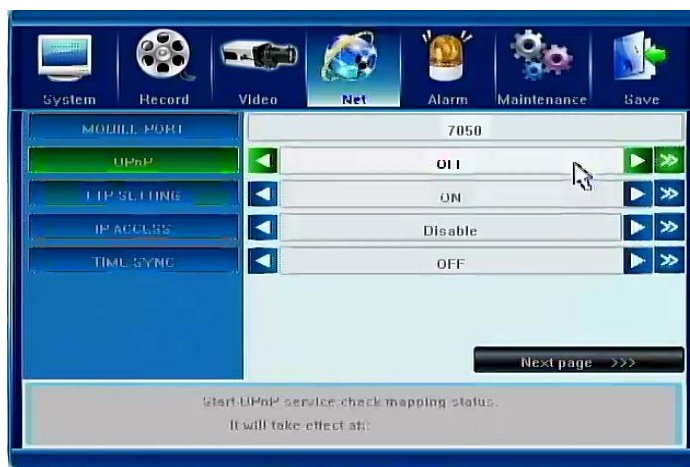 System Record Video Net Alarm Maintenance Save
MOBILE PORT 7050
UPnP OFF
FTP SETTING ON
IP ACCESS Disable
TIME SYNC OFF
Next page >>>
Start UPnP service check mapping status.
It will take effect